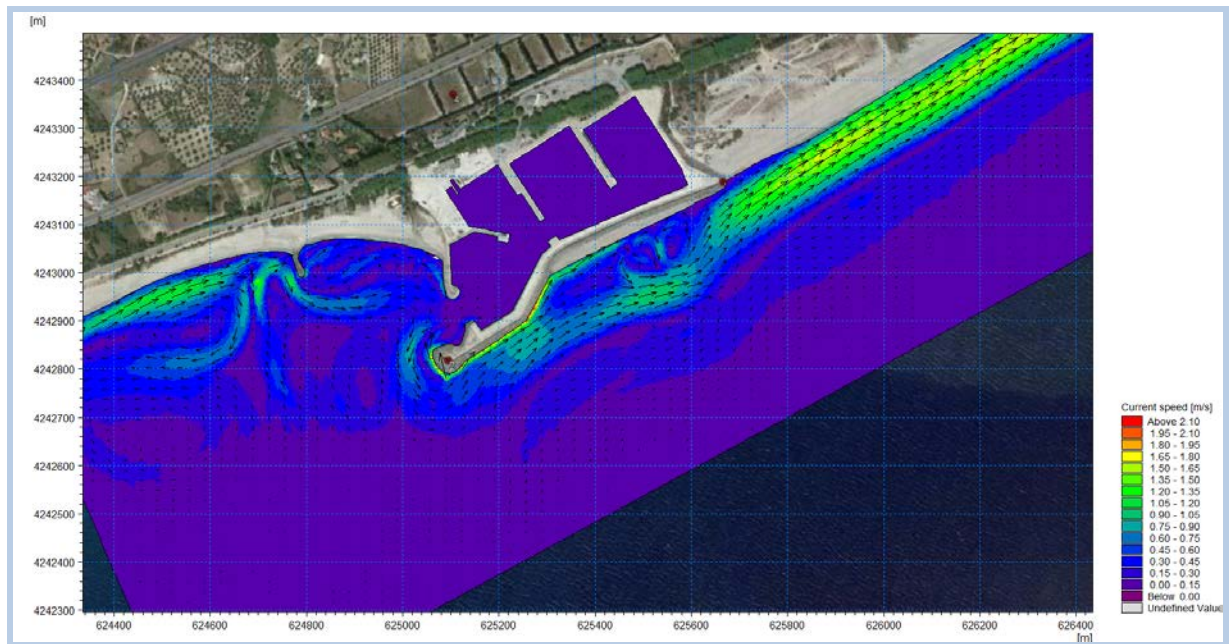 [m]
4243400
4243300
4243200
4243100
4243000
4242900
4242800
4242700
4242600
4242500
4242400
4242300
624400 624600 624800 625000 625200 625400 625600 625800 626000 626200 626400
[m]
Current speed [m/s]
Above 2.10
1.95 - 2.10
1.80 - 1.95
1.65 - 1.80
1.50 - 1.65
1.35 - 1.50
1.20 - 1.35
1.05 - 1.20
0.90 - 1.05
0.75 - 0.90
0.60 - 0.75
0.45 - 0.60
0.30 - 0.45
0.15 - 0.30
0.00 - 0.15
Below 0.00
Undefined Value